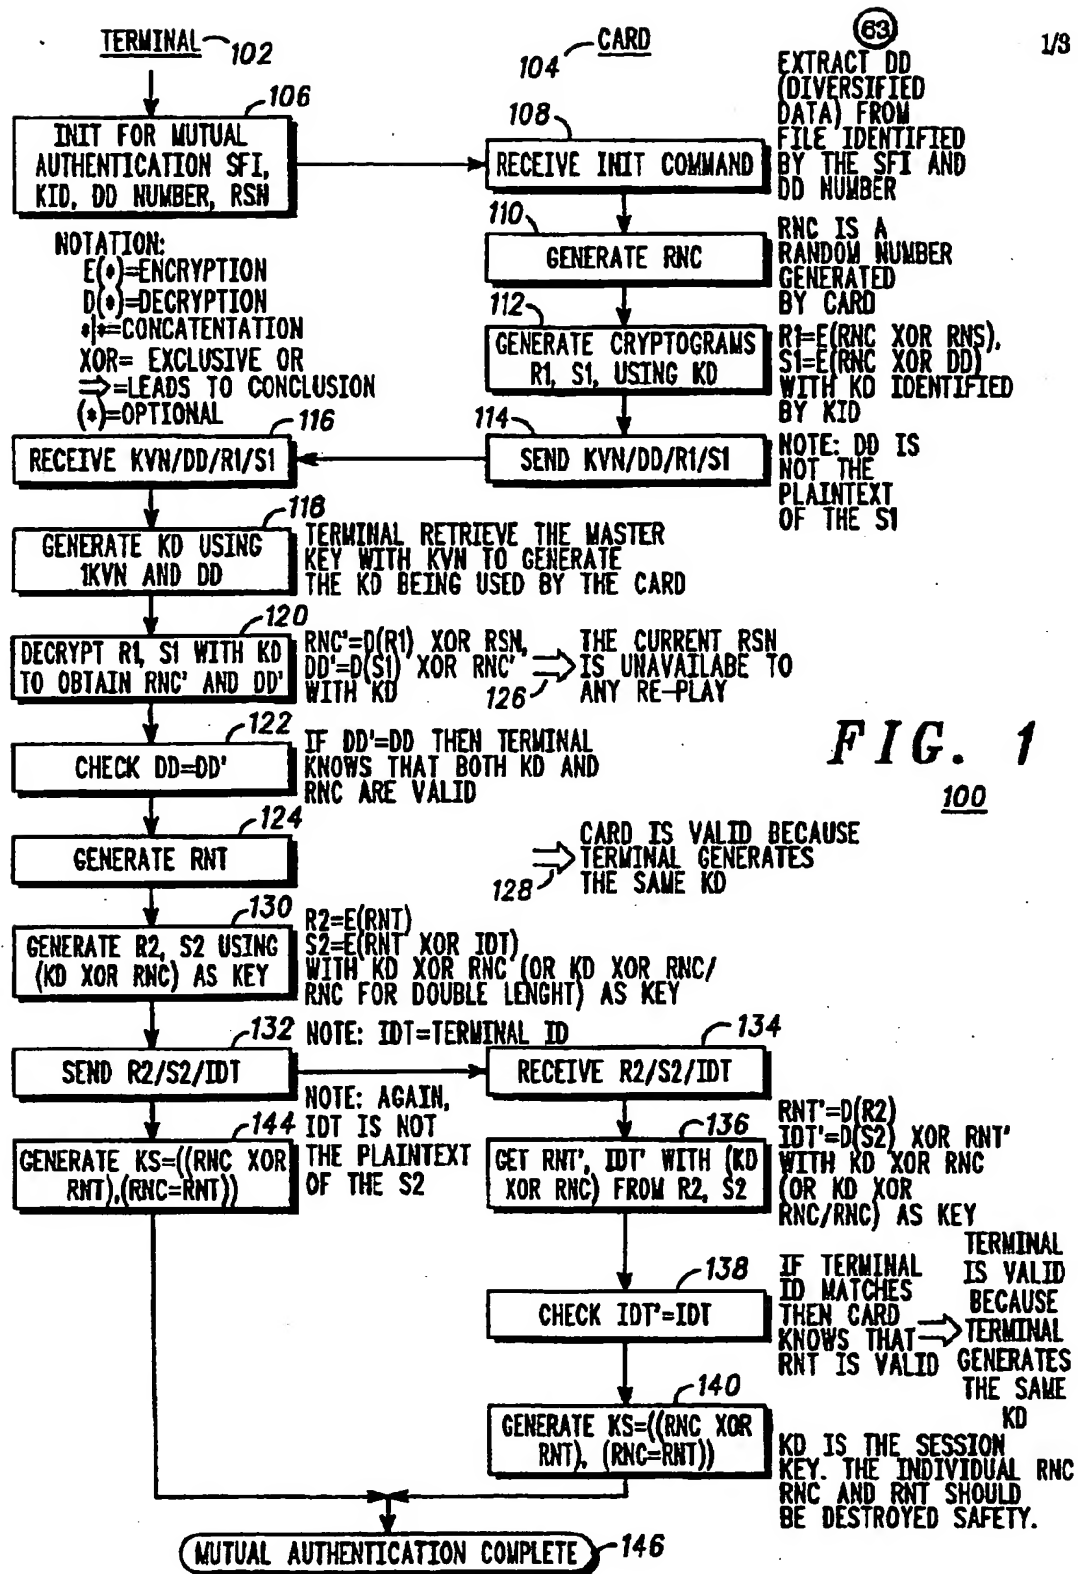 TERMINAL 102
CARD
104
63
1/3
106
INIT FOR MUTUAL
AUTHENTICATION SFI,
KID, DD NUMBER, RSN
108
RECEIVE INIT COMMAND
EXTRACT DD
(DIVERSIFIED
DATA) FROM
FILE IDENTIFIED
BY THE SFI AND
DD NUMBER
NOTATION:
E(*)=ENCRYPTION
D(*)=DECRYPTION
*|*=CONCATENTATION
XOR= EXCLUSIVE OR
⇒=LEADS TO CONCLUSION
(*)=OPTIONAL
110
GENERATE RNC
RNC IS A
RANDOM NUMBER
GENERATED
BY CARD
112
GENERATE CRYPTOGRAMS
R1, S1, USING KD
R1=E(RNC XOR RNS),
S1=E(RNC XOR DD)
WITH KD IDENTIFIED
BY KID
114
SEND KVN/DD/R1/S1
NOTE: DD IS
NOT THE
PLAINTEXT
OF THE S1
116
RECEIVE KVN/DD/R1/S1
118
GENERATE KD USING
1KVN AND DD
TERMINAL RETRIEVE THE MASTER
KEY WITH KVN TO GENERATE
THE KD BEING USED BY THE CARD
120
DECRYPT R1, S1 WITH KD
TO OBTAIN RNC' AND DD'
RNC'=D(R1) XOR RSN,
DD'=D(S1) XOR RNC'
WITH KD
126
THE CURRENT RSN
IS UNAVAILABE TO
ANY RE-PLAY
122
CHECK DD=DD'
IF DD'=DD THEN TERMINAL
KNOWS THAT BOTH KD AND
RNC ARE VALID
FIG. 1
100
124
GENERATE RNT
128
CARD IS VALID BECAUSE
TERMINAL GENERATES
THE SAME KD
130
GENERATE R2, S2 USING
(KD XOR RNC) AS KEY
R2=E(RNT)
S2=E(RNT XOR IDT)
WITH KD XOR RNC (OR KD XOR RNC/
RNC FOR DOUBLE LENGHT) AS KEY
132
NOTE: IDT=TERMINAL ID
SEND R2/S2/IDT
134
RECEIVE R2/S2/IDT
NOTE: AGAIN,
IDT IS NOT
THE PLAINTEXT
OF THE S2
144
GENERATE KS=((RNC XOR
RNT),(RNC=RNT))
136
GET RNT', IDT' WITH (KD
XOR RNC) FROM R2, S2
RNT'=D(R2)
IDT'=D(S2) XOR RNT'
WITH KD XOR RNC
(OR KD XOR
RNC/RNC) AS KEY
138
CHECK IDT'=IDT
IF TERMINAL
ID MATCHES
THEN CARD
KNOWS THAT
RNT IS VALID
TERMINAL
IS VALID
BECAUSE
TERMINAL
GENERATES
THE SAME
KD
140
GENERATE KS=((RNC XOR
RNT), (RNC=RNT))
KD IS THE SESSION
KEY. THE INDIVIDUAL RNC
RNC AND RNT SHOULD
BE DESTROYED SAFETY.
MUTUAL AUTHENTICATION COMPLETE 146